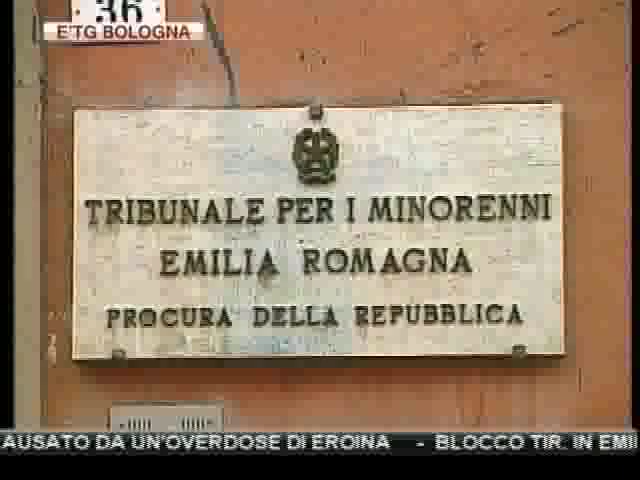 36
E'TG BOLOGNA
TRIBUNALE PER I MINORENNI
EMILIA ROMAGNA
PROCURA DELLA REPUBBLICA
AUSATO DA UN'OVERDOSE DI EROINA - BLOCCO TIR. IN EMI